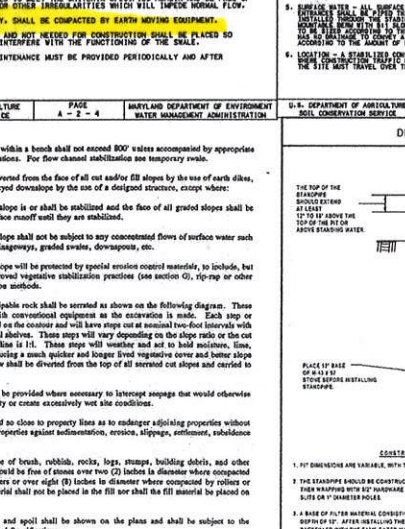 OTHER IRREGULARITIES WHICH WILL IMPEDE NORMAL FLOW.
Y. SHALL BE COMPACTED BY EARTH MOVING EQUIPMENT.
AND NOT NEEDED FOR CONSTRUCTION SHALL BE PLACED SO
INTERFERE WITH THE FUNCTIONING OF THE SWALE.
INTENANCE MUST BE PROVIDED PERIODICALLY AND AFTER
LTURE
CE
PAGE
A - 2 - 4
MARYLAND DEPARTMENT OF ENVIRONMENT
WATER MANAGEMENT ADMINISTRATION
within a bench shall not exceed 800' unless accompanied by appropriate
ations. For flow channel stabilization see temporary swale.
verted from the face of all cut and/or fill slopes by the use of earth dikes,
yed downslope by the use of a designed structure, except where:
slope is or shall be stabilized and the face of all graded slopes shall be
face runoff until they are stabilized.
lope shall not be subject to any concentrated flows of surface water such
inageways, graded swales, downspouts, etc.
ope will be protected by special erosion control materials, to include, but
roved vegetative stabilization practices (see section G), rip-rap or other
pe methods.
ipable rock shall be serrated as shown on the following diagram. These
ith conventional equipment as the excavation is made. Each step or
on the contour and will have steps cut at nominal two-foot intervals with
l shelves. These steps will vary depending on the slope ratio or the cut
line is 1:1. These steps will weather and act to hold moisture, lime,
ucing a much quicker and longer lived vegetative cover and better slope
w shall be diverted from the top of all serrated cut slopes and carried to
be provided where necessary to intercept seepage that would otherwise
ty or create excessively wet site conditions.
d so close to property lines as to endanger adjoining properties without
roperties against sedimentation, erosion, slippage, settlement, subsidence
e of brush, rubbish, rocks, logs, stumps, building debris, and other
ould be free of stones over two (2) inches in diameter where compacted
ers or over eight (8) inches in diameter where compacted by rollers or
erial shall not be placed in the fill nor shall the fill material be placed on
and spoil shall be shown on the plans and shall be subject to the
5. SURFACE WATER - ALL SURFACE
ENTRANCES SHALL BE PIPED TH
INSTALLED THROUGH THE STABI
MOUNTABLE BERM WITH 5:1 SLO
TO BE SIZED ACCORDING TO TH
HAS NO DRAINAGE TO CONVEY A
ACCORDING TO THE AMOUNT OF
6. LOCATION - A STABILIZED CON
WHERE CONSTRUCTION TRAFFIC
THE SITE MUST TRAVEL OVER T
U.S. DEPARTMENT OF AGRICULTURE
SOIL CONSERVATION SERVICE
D
THE TOP OF THE
STANDPIPE
SHOULD EXTEND
AT LEAST
12" TO 18" ABOVE THE
TOP OF THE PIT OR
ABOVE STANDING WATER.
PLACE 12" BASE
STONE BEFORE INSTALLING
STANDPIPE.
CONSTR
1. PIT DIMENSIONS ARE VARIABLE, WITH T
2. THE STANDPIPE SHOULD BE CONSTRUC
THEN WRAPPING WITH 1/2" HARDWARE
SLITS OR 1" DIAMETER HOLES.
3. A BASE OF FILTER MATERIAL CONSISTI
DEPTH OF 12". AFTER INSTALLING THE